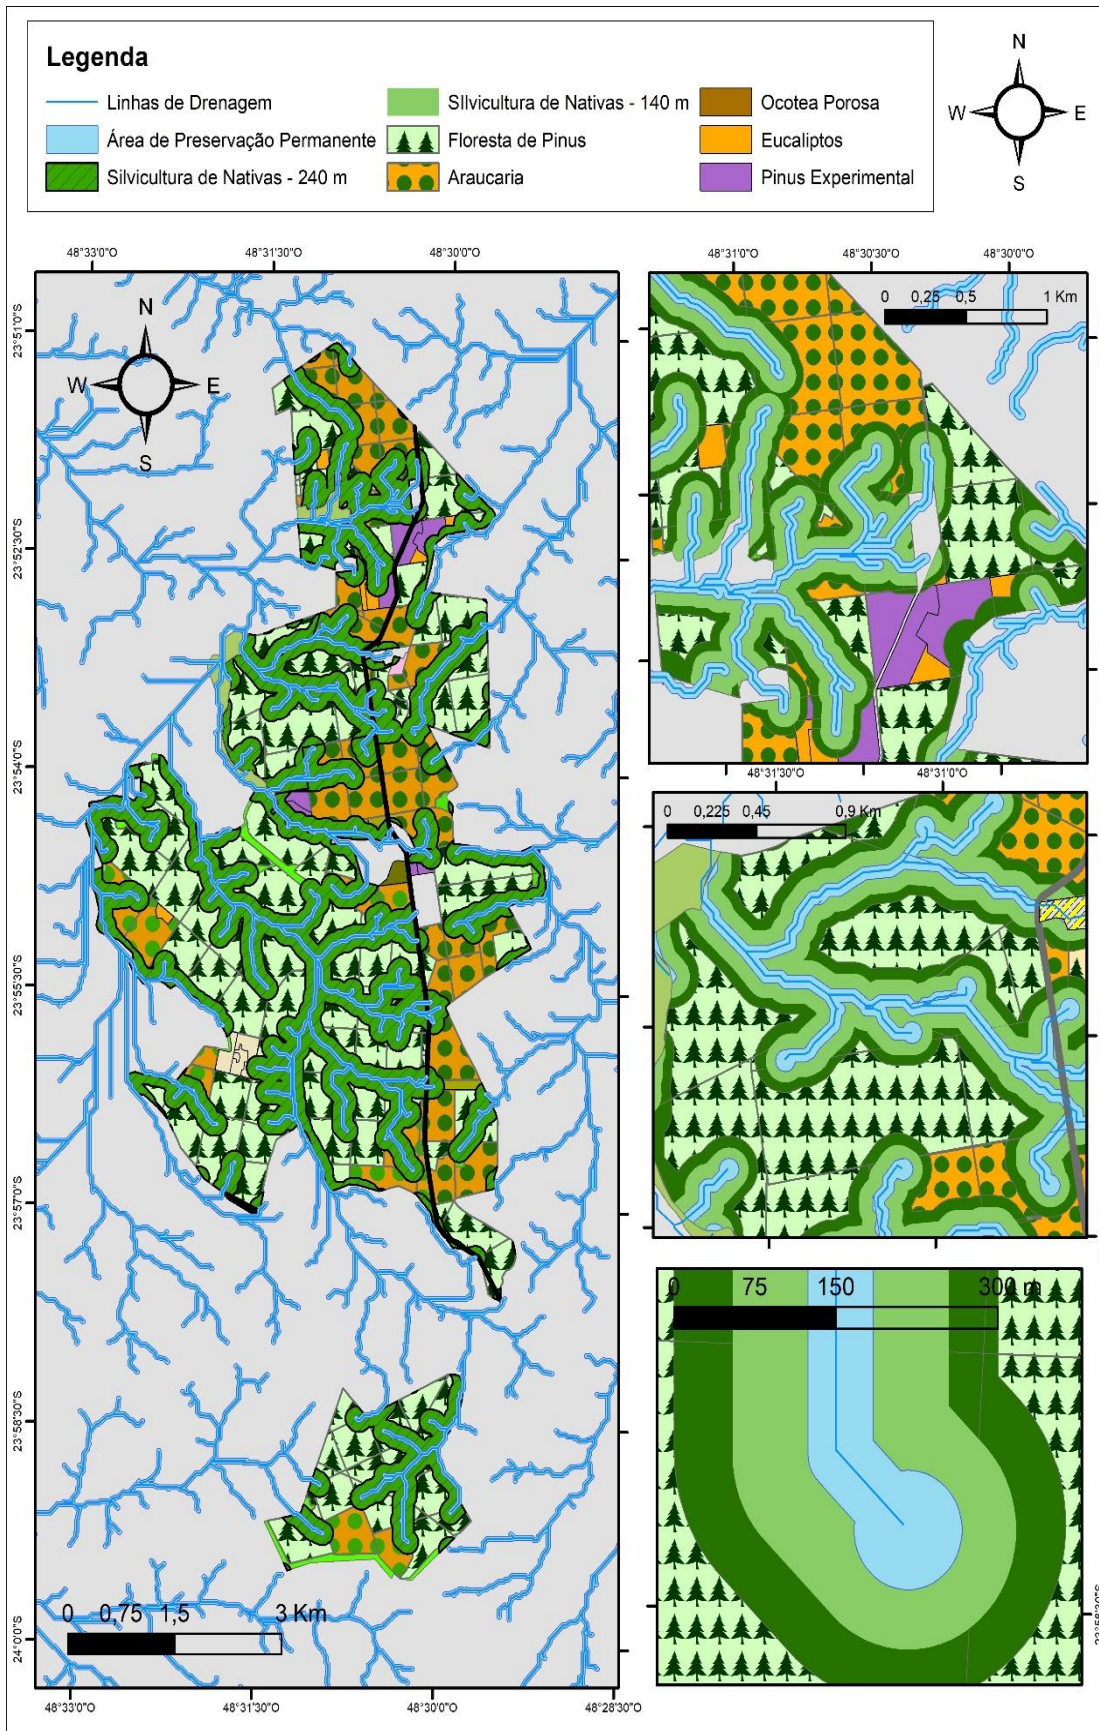 Legenda
Linhas de Drenagem
Área de Preservação Permanente
Silvicultura de Nativas - 240 m
SIlvicultura de Nativas - 140 m
Floresta de Pinus
Araucaria
Ocotea Porosa
Eucaliptos
Pinus Experimental
N
W E
S
48°33'0"O 48°31'30"O 48°30'0"O
23°51'0"S
23°52'30"S
23°54'0"S
23°55'30"S
23°57'0"S
23°58'30"S
24°0'0"S
N
W E
S
0 0,75 1,5 3 Km
48°33'0"O 48°31'30"O 48°30'0"O 48°28'30"O
48°31'0"O 48°30'30"O 48°30'0"O
0 0,25 0,5 1 Km
48°31'30"O 48°31'0"O
0 0,225 0,45 0,9 Km
0 75 150 300 m